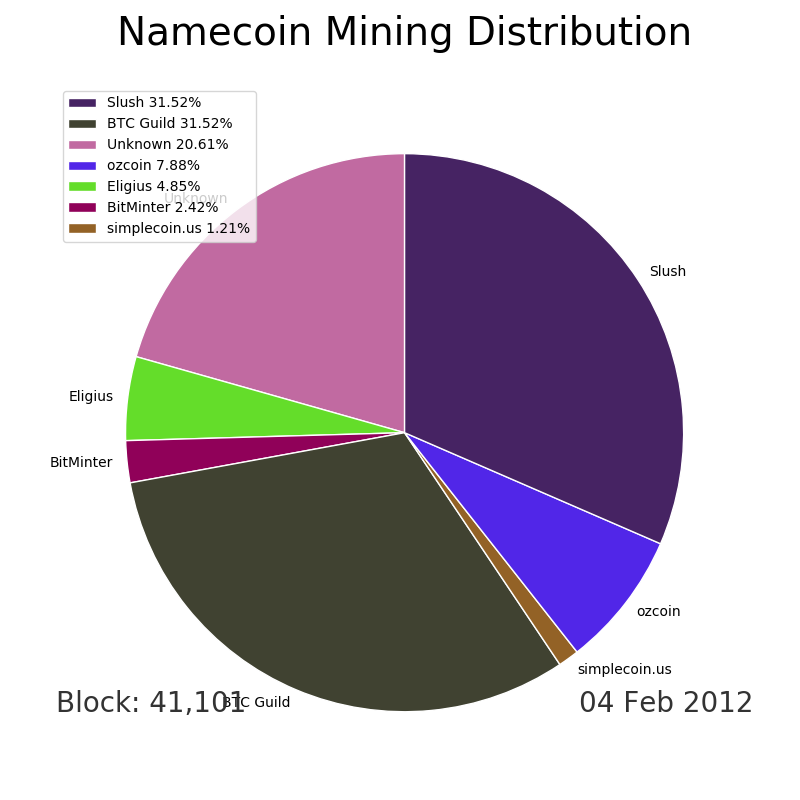 Namecoin Mining Distribution
Slush 31.52%
BTC Guild 31.52%
Unknown 20.61%
ozcoin 7.88%
Eligius 4.85%
BitMinter 2.42%
simplecoin.us 1.21%
Unknown
Slush
Eligius
BitMinter
ozcoin
simplecoin.us
BTC Guild
Block: 41,101
04 Feb 2012